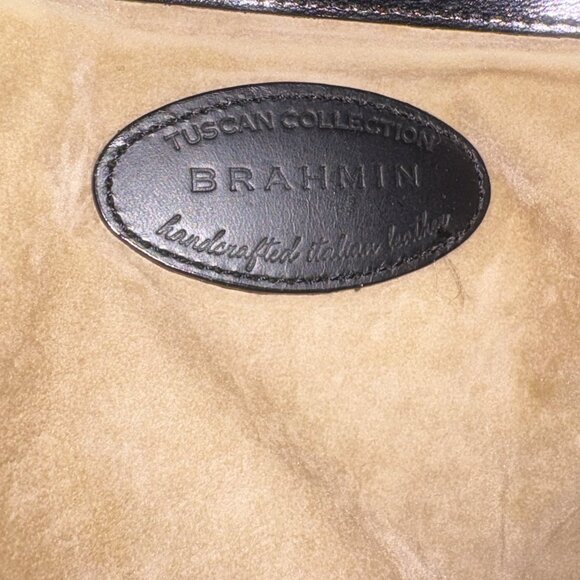 TUSCAN COLLECTION
BRAHMIN
handcrafted italian leather